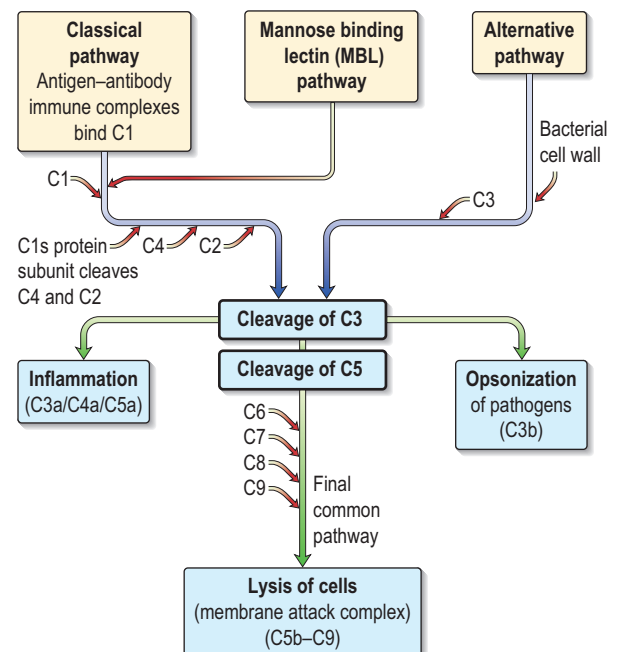 Classical
pathway
Antigen–antibody
immune complexes
bind C1
Mannose binding
lectin (MBL)
pathway
Alternative
pathway
Bacterial
cell wall
C1
C3
C1s protein
subunit cleaves
C4 and C2
C4
C2
Cleavage of C3
Cleavage of C5
Inflammation
(C3a/C4a/C5a)
Opsonization
of pathogens
(C3b)
C6
C7
C8
C9
Final
common
pathway
Lysis of cells
(membrane attack complex)
(C5b–C9)